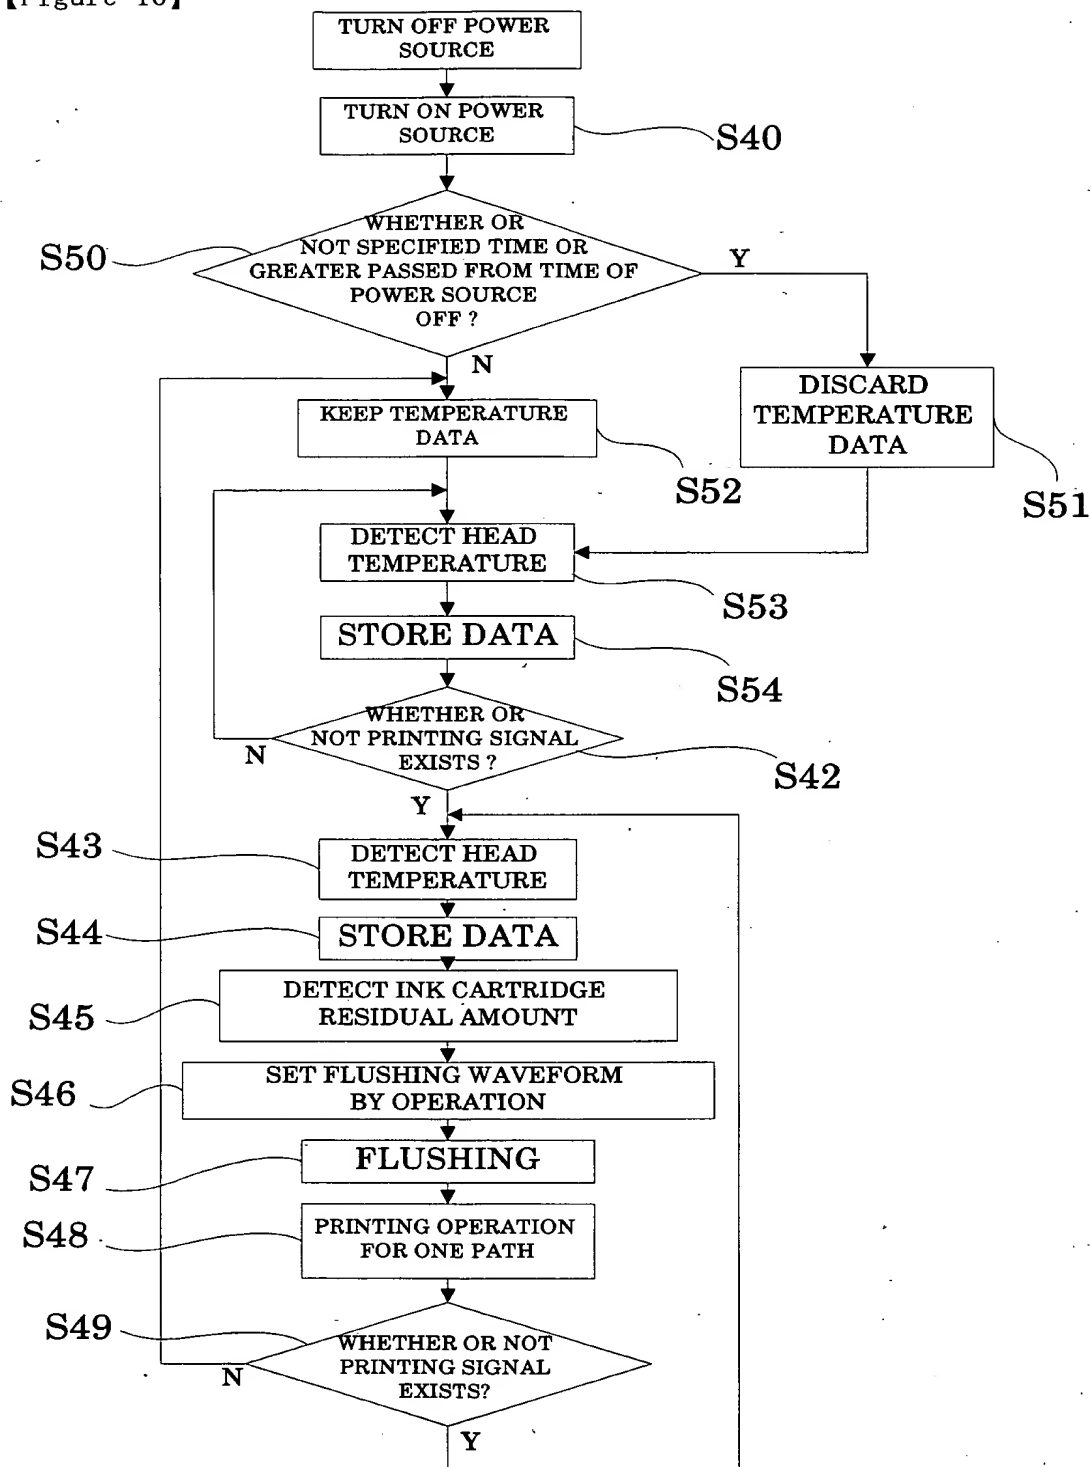 TURN OFF POWER
SOURCE
TURN ON POWER
SOURCE
S40
WHETHER OR
NOT SPECIFIED TIME OR
GREATER PASSED FROM TIME OF
POWER SOURCE
OFF ?
S50
Y
N
DISCARD
TEMPERATURE
DATA
S51
KEEP TEMPERATURE
DATA
S52
DETECT HEAD
TEMPERATURE
S53
STORE DATA
S54
WHETHER OR
NOT PRINTING SIGNAL
EXISTS ?
N
S42
Y
S43
DETECT HEAD
TEMPERATURE
S44
STORE DATA
S45
DETECT INK CARTRIDGE
RESIDUAL AMOUNT
S46
SET FLUSHING WAVEFORM
BY OPERATION
S47
FLUSHING
S48
PRINTING OPERATION
FOR ONE PATH
S49
WHETHER OR NOT
PRINTING SIGNAL
EXISTS?
N
Y